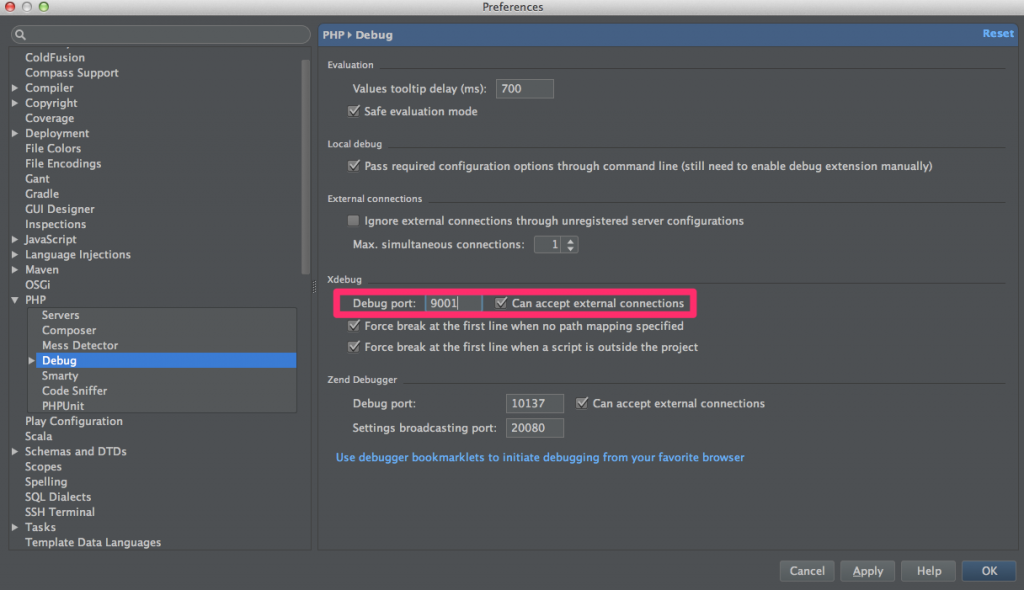 Preferences
ColdFusion
Compass Support
Compiler
Copyright
Coverage
Deployment
File Colors
File Encodings
Gant
Gradle
GUI Designer
Inspections
JavaScript
Language Injections
Maven
OSGi
PHP
Servers
Composer
Mess Detector
Debug
Smarty
Code Sniffer
PHPUnit
Play Configuration
Scala
Schemas and DTDs
Scopes
Spelling
SQL Dialects
SSH Terminal
Tasks
Template Data Languages
PHP Debug Reset
Evaluation
Values tooltip delay (ms): 700
Safe evaluation mode
Local debug
Pass required configuration options through command line (still need to enable debug extension manually)
External connections
Ignore external connections through unregistered server configurations
Max. simultaneous connections: 1
Xdebug
Debug port: 9001 Can accept external connections
Force break at the first line when no path mapping specified
Force break at the first line when a script is outside the project
Zend Debugger
Debug port: 10137 Can accept external connections
Settings broadcasting port: 20080
Use debugger bookmarklets to initiate debugging from your favorite browser
Cancel Apply Help OK